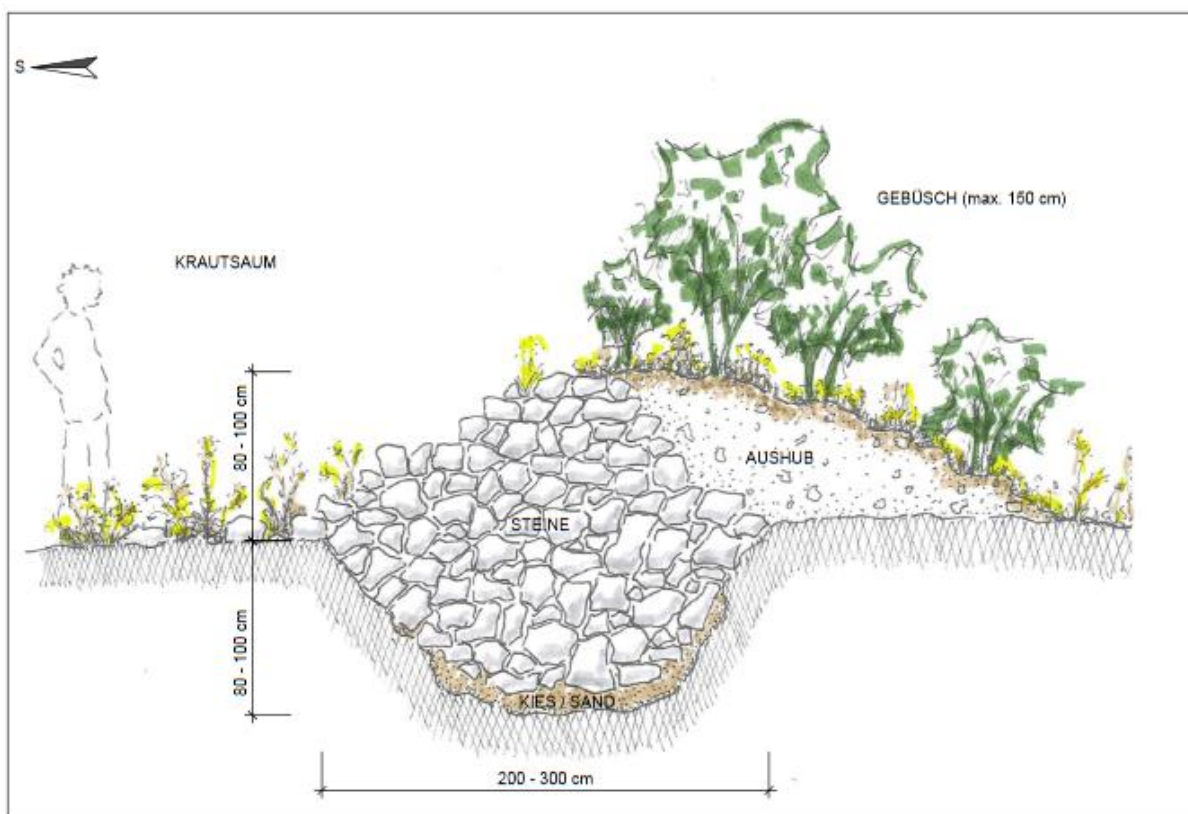 S
GEBÜSCH (max. 150 cm)
KRAUTSAUM
80 - 100 cm
AUSHUB
STEINE
80 - 100 cm
KIES / SAND
200 - 300 cm